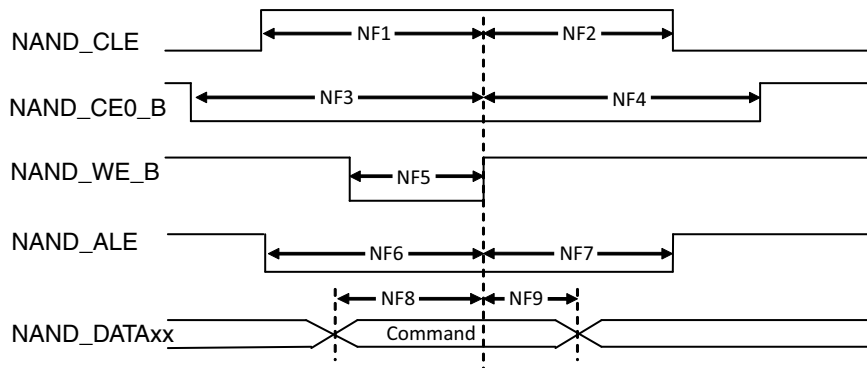 NAND_CLE
NF1
NF2
NAND_CE0_B
NF3
NF4
NAND_WE_B
NF5
NAND_ALE
NF6
NF7
NF8
NF9
NAND_DATAxx
Command